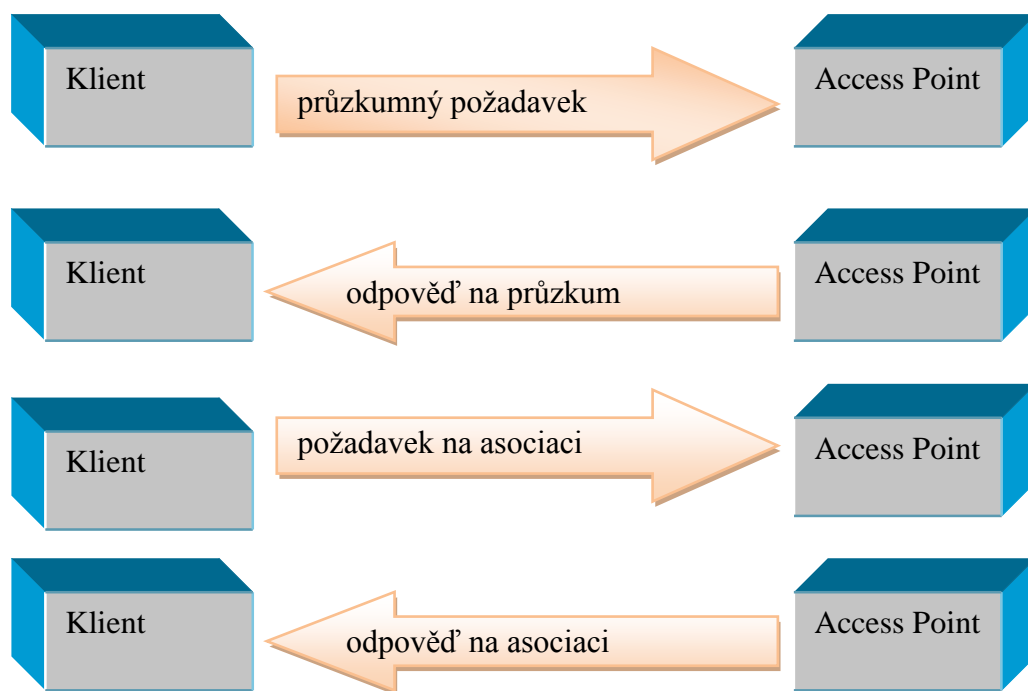 Klient
průzkumný požadavek
Access Point
Klient
odpověď na průzkum
Access Point
Klient
požadavek na asociaci
Access Point
Klient
odpověď na asociaci
Access Point